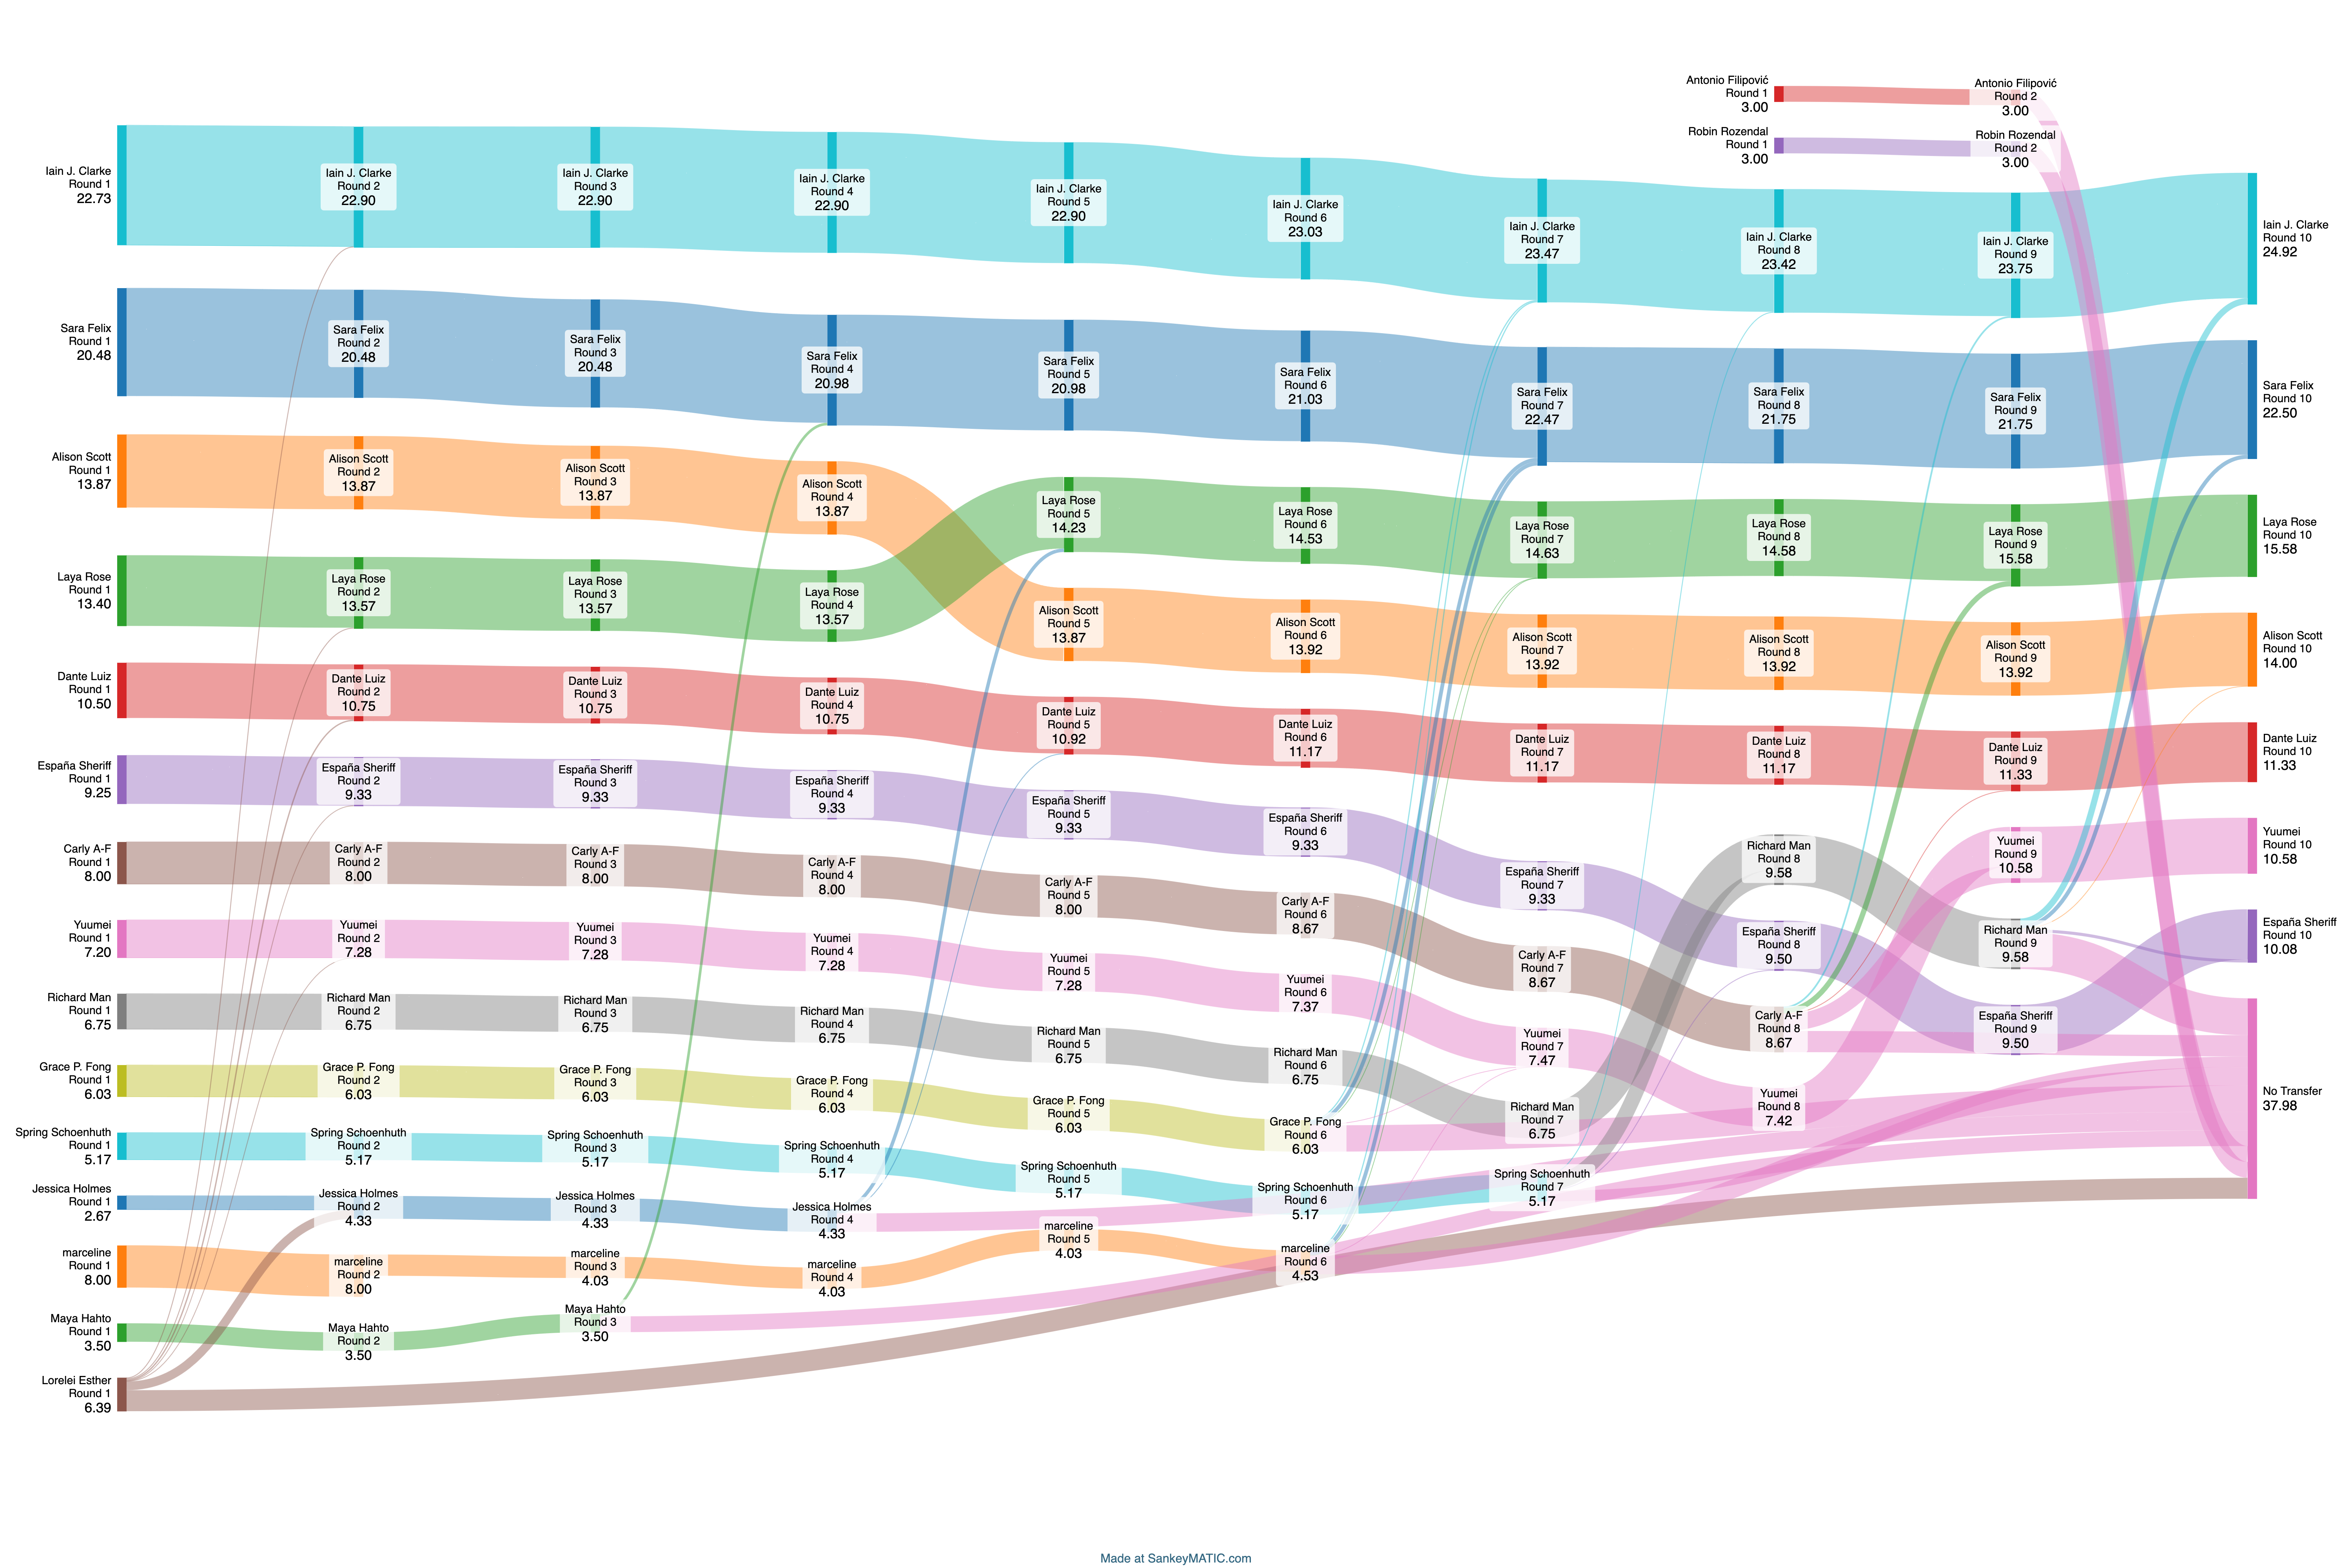 Antonio Filipović
Round 1
3.00
Antonio Filipović
Round 2
3.00
Robin Rozendal
Round 1
3.00
Robin Rozendal
Round 2
3.00
Iain J. Clarke
Round 1
22.73
Iain J. Clarke
Round 2
22.90
Iain J. Clarke
Round 3
22.90
Iain J. Clarke
Round 4
22.90
Iain J. Clarke
Round 5
22.90
Iain J. Clarke
Round 6
23.03
Iain J. Clarke
Round 7
23.47
Iain J. Clarke
Round 8
23.42
Iain J. Clarke
Round 9
23.75
Iain J. Clarke
Round 10
24.92
Sara Felix
Round 1
20.48
Sara Felix
Round 2
20.48
Sara Felix
Round 3
20.48
Sara Felix
Round 4
20.98
Sara Felix
Round 5
20.98
Sara Felix
Round 6
21.03
Sara Felix
Round 7
22.47
Sara Felix
Round 8
21.75
Sara Felix
Round 9
21.75
Sara Felix
Round 10
22.50
Alison Scott
Round 1
13.87
Alison Scott
Round 2
13.87
Alison Scott
Round 3
13.87
Alison Scott
Round 4
13.87
Laya Rose
Round 5
14.23
Laya Rose
Round 6
14.53
Laya Rose
Round 7
14.63
Laya Rose
Round 8
14.58
Laya Rose
Round 9
15.58
Laya Rose
Round 10
15.58
Laya Rose
Round 1
13.40
Laya Rose
Round 2
13.57
Laya Rose
Round 3
13.57
Laya Rose
Round 4
13.57
Alison Scott
Round 5
13.87
Alison Scott
Round 6
13.92
Alison Scott
Round 7
13.92
Alison Scott
Round 8
13.92
Alison Scott
Round 9
13.92
Alison Scott
Round 10
14.00
Dante Luiz
Round 1
10.50
Dante Luiz
Round 2
10.75
Dante Luiz
Round 3
10.75
Dante Luiz
Round 4
10.75
Dante Luiz
Round 5
10.92
Dante Luiz
Round 6
11.17
Dante Luiz
Round 7
11.17
Dante Luiz
Round 8
11.17
Dante Luiz
Round 9
11.33
Dante Luiz
Round 10
11.33
España Sheriff
Round 1
9.25
España Sheriff
Round 2
9.33
España Sheriff
Round 3
9.33
España Sheriff
Round 4
9.33
España Sheriff
Round 5
9.33
España Sheriff
Round 6
9.33
España Sheriff
Round 7
9.33
España Sheriff
Round 8
9.50
España Sheriff
Round 9
9.50
España Sheriff
Round 10
10.08
Carly A-F
Round 1
8.00
Carly A-F
Round 2
8.00
Carly A-F
Round 3
8.00
Carly A-F
Round 4
8.00
Carly A-F
Round 5
8.00
Carly A-F
Round 6
8.67
Carly A-F
Round 7
8.67
Carly A-F
Round 8
8.67
Yuumei
Round 1
7.20
Yuumei
Round 2
7.28
Yuumei
Round 3
7.28
Yuumei
Round 4
7.28
Yuumei
Round 5
7.28
Yuumei
Round 6
7.37
Yuumei
Round 7
7.47
Yuumei
Round 8
7.42
Yuumei
Round 9
10.58
Yuumei
Round 10
10.58
Richard Man
Round 1
6.75
Richard Man
Round 2
6.75
Richard Man
Round 3
6.75
Richard Man
Round 4
6.75
Richard Man
Round 5
6.75
Richard Man
Round 6
6.75
Richard Man
Round 7
6.75
Richard Man
Round 8
9.58
Richard Man
Round 9
9.58
Grace P. Fong
Round 1
6.03
Grace P. Fong
Round 2
6.03
Grace P. Fong
Round 3
6.03
Grace P. Fong
Round 4
6.03
Grace P. Fong
Round 5
6.03
Grace P. Fong
Round 6
6.03
No Transfer
37.98
Spring Schoenhuth
Round 1
5.17
Spring Schoenhuth
Round 2
5.17
Spring Schoenhuth
Round 3
5.17
Spring Schoenhuth
Round 4
5.17
Spring Schoenhuth
Round 5
5.17
Spring Schoenhuth
Round 6
5.17
Spring Schoenhuth
Round 7
5.17
Jessica Holmes
Round 1
2.67
Jessica Holmes
Round 2
4.33
Jessica Holmes
Round 3
4.33
Jessica Holmes
Round 4
4.33
marceline
Round 1
8.00
marceline
Round 2
8.00
marceline
Round 3
4.03
marceline
Round 4
4.03
marceline
Round 5
4.03
marceline
Round 6
4.53
Maya Hahto
Round 1
3.50
Maya Hahto
Round 2
3.50
Maya Hahto
Round 3
3.50
Lorelei Esther
Round 1
6.39
Made at SankeyMATIC.com